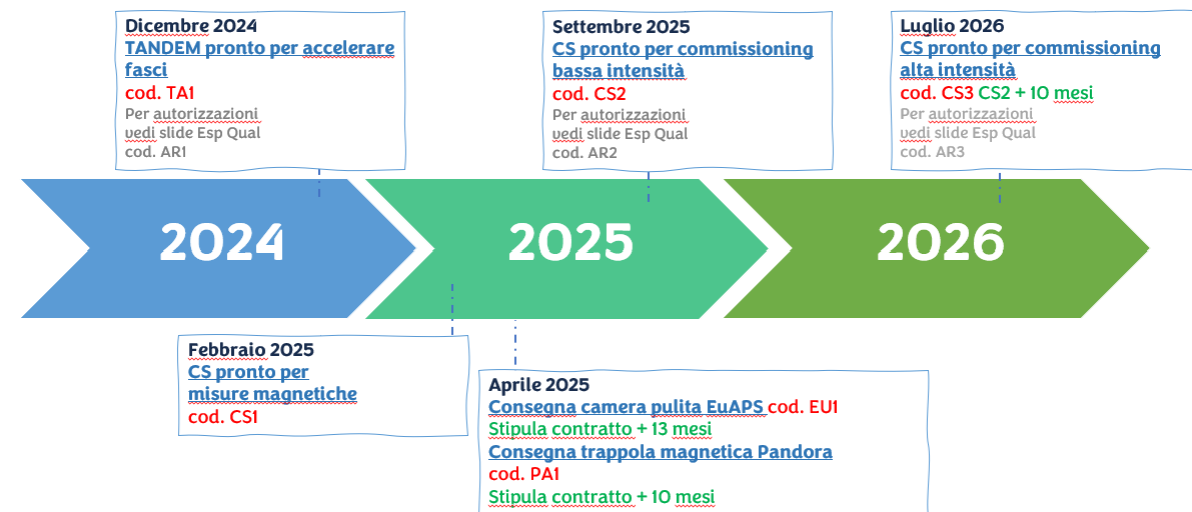 Dicembre 2024
TANDEM pronto per accelerare
fasci
cod. TA1
Per autorizzazioni
vedi slide Esp Qual
cod. AR1
Settembre 2025
CS pronto per commissioning
bassa intensità
cod. CS2
Per autorizzazioni
vedi slide Esp Qual
cod. AR2
Luglio 2026
CS pronto per commissioning
alta intensità
cod. CS3 CS2 + 10 mesi
Per autorizzazioni
vedi slide Esp Qual
cod. AR3
2024
2025
2026
Febbraio 2025
CS pronto per
misure magnetiche
cod. CS1
Aprile 2025
Consegna camera pulita EuAPS cod. EU1
Stipula contratto + 13 mesi
Consegna trappola magnetica Pandora
cod. PA1
Stipula contratto + 10 mesi